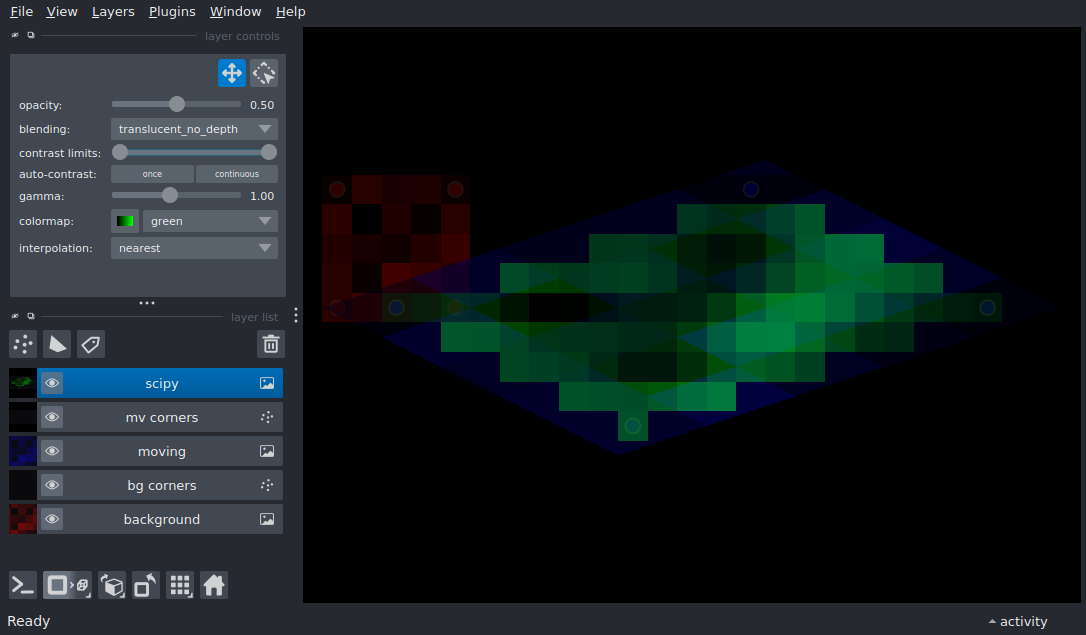 File View Layers Plugins Window Help
layer controls
opacity: 0.50
blending: translucent_no_depth
contrast limits:
auto-contrast: once continuous
gamma: 1.00
colormap: green
interpolation: nearest
layer list
scipy
mv corners
moving
bg corners
background
Ready activity